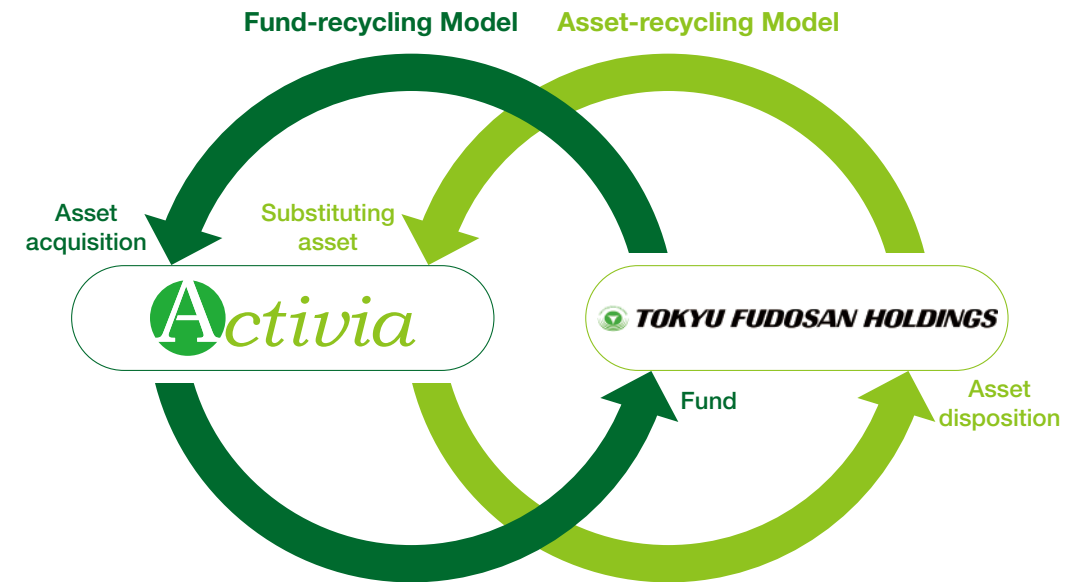 Fund-recycling Model
Asset-recycling Model
Asset
acquisition
Substituting
asset
Activia
TOKYU FUDOSAN HOLDINGS
Fund
Asset
disposition